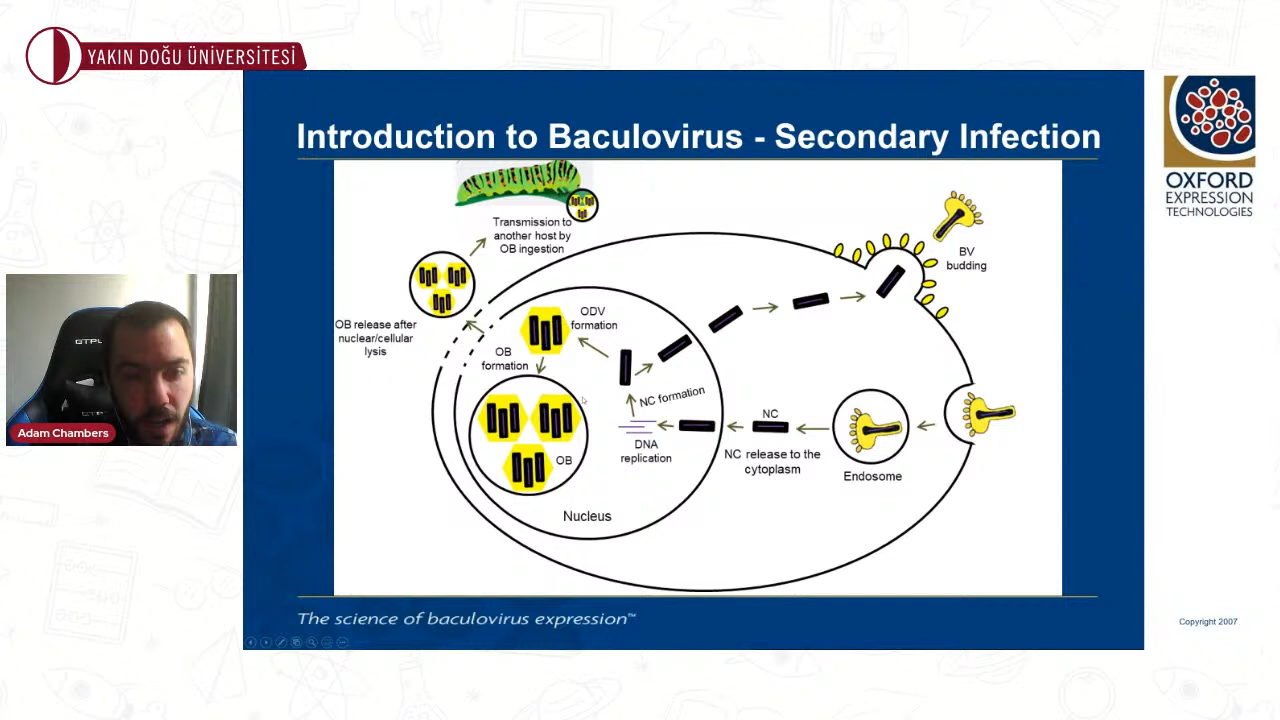 YAKIN DOĞU ÜNİVERSİTESİ
Introduction to Baculovirus - Secondary Infection
OXFORD
EXPRESSION
TECHNOLOGIES
Transmission to
another host by
OB ingestion
BV
budding
OB release after
nuclear/cellular
lysis
ODV
formation
OB
formation
NC formation
DNA
replication
NC
NC release to the
cytoplasm
Endosome
OB
Nucleus
GTPL
GTPL
Adam Chambers
The science of baculovirus expression™
Copyright 2007